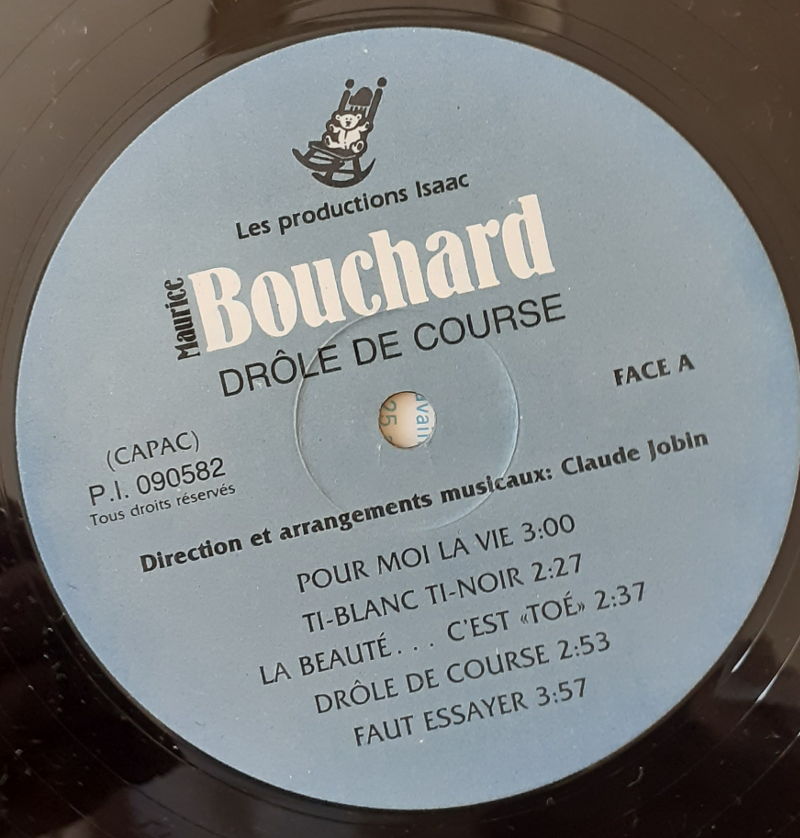 Les productions Isaac
Maurice
Bouchard
DRÔLE DE COURSE
FACE A
(CAPAC)
P.I. 090582
Tous droits réservés
25
avail
Direction et arrangements musicaux: Claude Jobin
POUR MOI LA VIE 3:00
TI-BLANC TI-NOIR 2:27
LA BEAUTÉ... C'EST «TOÉ» 2:37
DRÔLE DE COURSE 2:53
FAUT ESSAYER 3:57